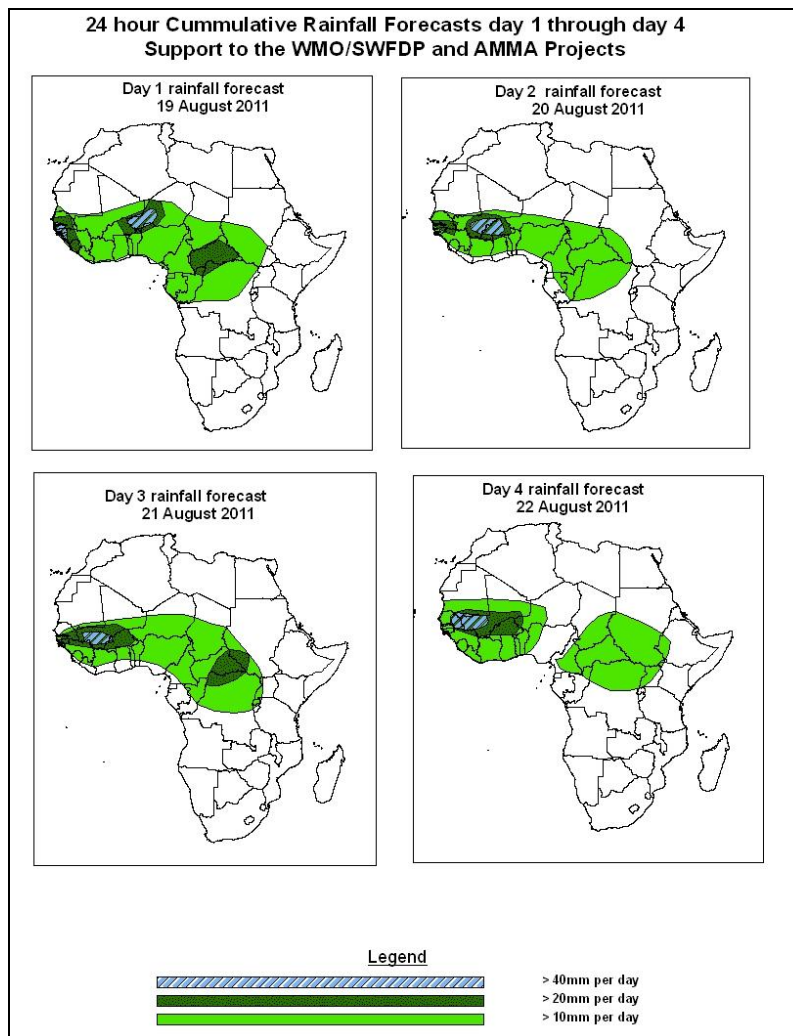 24 hour Cummulative Rainfall Forecasts day 1 through day 4
Support to the WMO/SWFDP and AMMA Projects
Day 1 rainfall forecast
19 August 2011
Day 2  rainfall forecast
20 August 2011
Day 3 rainfall forecast
21 August 2011
Day 4 rainfall forecast
22 August 2011
Legend
> 40mm per day
> 20mm per day
> 10mm per day